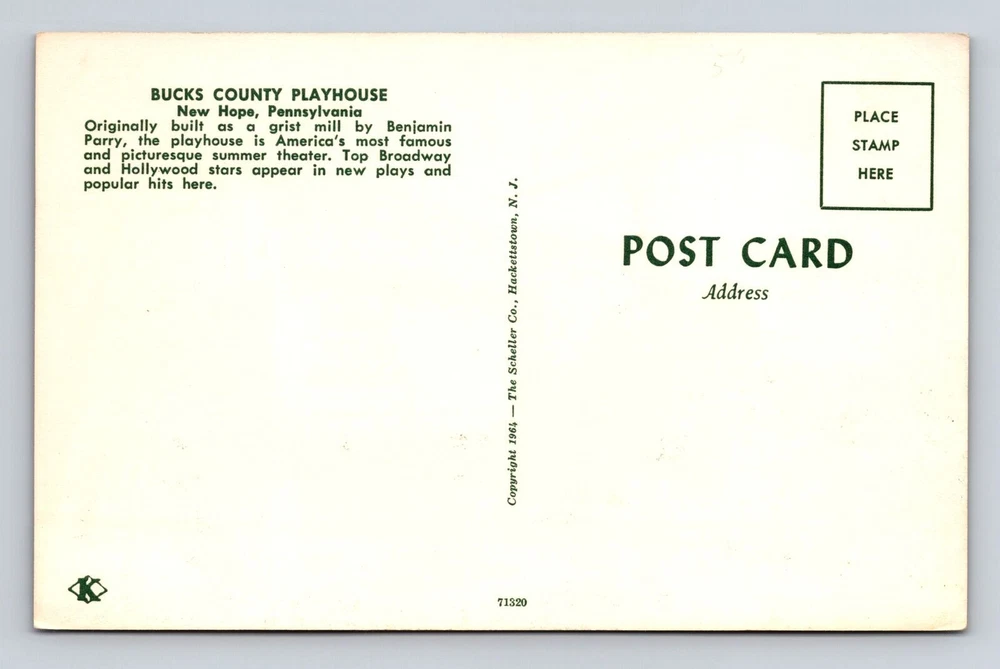 BUCKS COUNTY PLAYHOUSE
New Hope, Pennsylvania
Originally built as a grist mill by Benjamin
Parry, the playhouse is America's most famous
and picturesque summer theater. Top Broadway
and Hollywood stars appear in new plays and
popular hits here.
Copyright 1964 — The Scheller Co., Hackettstown, N. J.
PLACE
STAMP
HERE
POST CARD
Address
K
71320